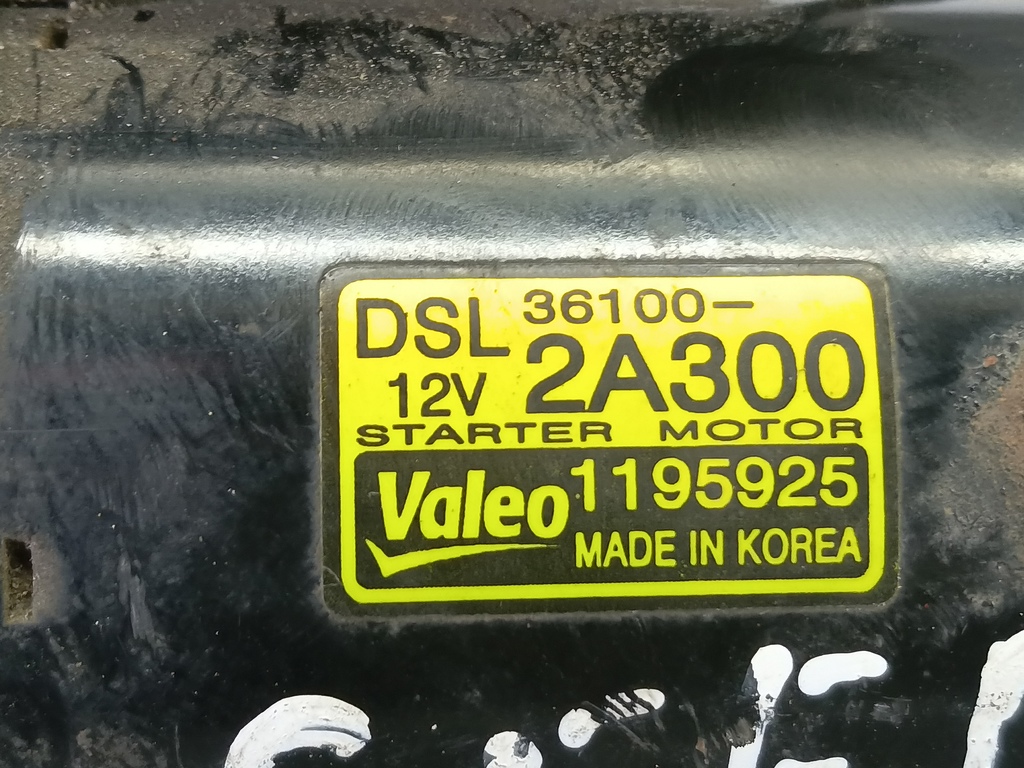 DSL 36100-
12V 2A300
STARTER MOTOR
Valeo 1195925
MADE IN KOREA